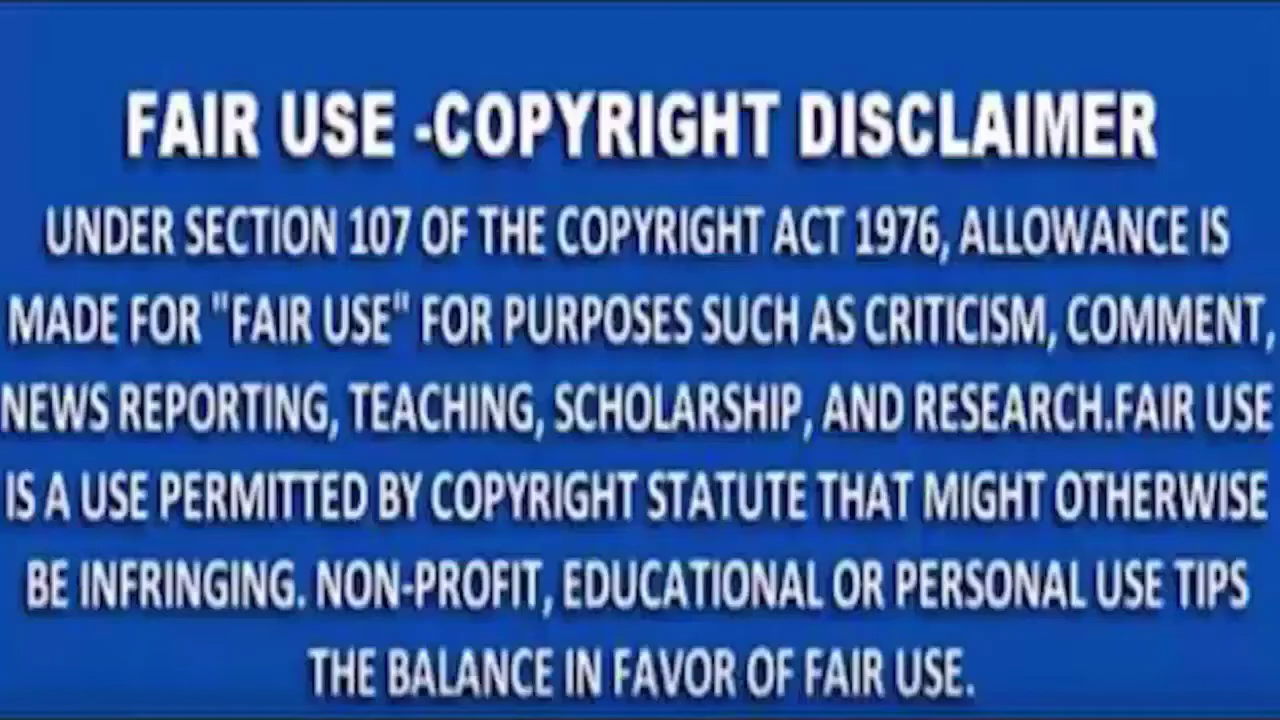 FAIR USE -COPYRIGHT DISCLAIMER
UNDER SECTION 107 OF THE COPYRIGHT ACT 1976, ALLOWANCE IS
MADE FOR "FAIR USE" FOR PURPOSES SUCH AS CRITICISM, COMMENT,
NEWS REPORTING, TEACHING, SCHOLARSHIP, AND RESEARCH.FAIR USE
IS A USE PERMITTED BY COPYRIGHT STATUTE THAT MIGHT OTHERWISE
BE INFRINGING. NON-PROFIT, EDUCATIONAL OR PERSONAL USE TIPS
THE BALANCE IN FAVOR OF FAIR USE.